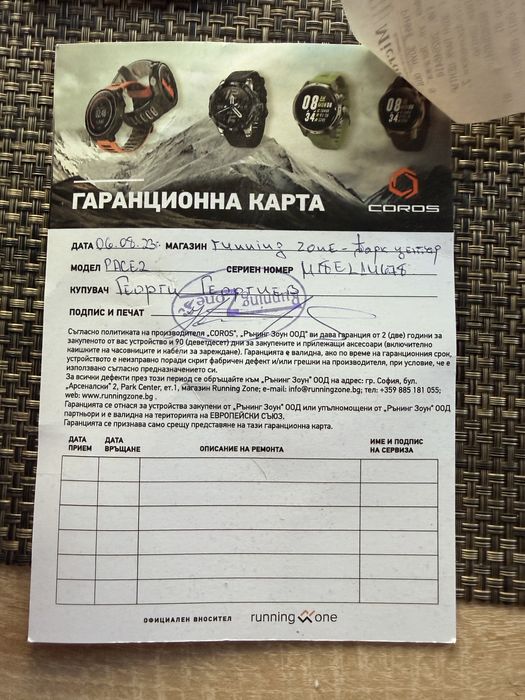 ГАРАНЦИОННА КАРТА
COROS
ДАТА 06.08.23г. МАГАЗИН running zone - Парк център
МОДЕЛ PACE2 СЕРИЕН НОМЕР
КУПУВАЧ Георги Георгиев
ПОДПИС И ПЕЧАТ
Съгласно политиката на производителя „COROS", „Рънинг Зоун ООД" ви дава гаранция от 2 (две) години за
закупеното от вас устройство и 90 (деветдесет) дни за закупените и прилежащи аксесоари (включително
каишките на часовниците и кабели за зареждане). Гаранцията е валидна, ако по време на гаранционния срок,
устройството е неизправно поради скрит фабричен дефект и/или грешки на производителя, при условие, че е
използвано съгласно предназначението си.
За всички дефекти през този период се обръщайте към „Рънинг Зоун" ООД на адрес: гр. София, бул.
„Арсеналски" 2, Park Center, ет.1, магазин Running Zone; e-mail: info@runningzone.bg; тел: +359 885 181 055;
web: www.runningzone.bg .
Гаранцията се отнася за устройства закупени от „Рънинг Зоун" ООД или упълномощени от „Рънинг Зоун" ООД
партньори и е валидна на територията на ЕВРОПЕЙСКИ СЪЮЗ.
Гаранцията се признава само срещу представяне на тази гаранционна карта.
ДАТА ПРИЕМ ДАТА ВРЪЩАНЕ ОПИСАНИЕ НА РЕМОНТА ИМЕ И ПОДПИС НА СЕРВИЗА
ОФИЦИАЛЕН ВНОСИТЕЛ running zone